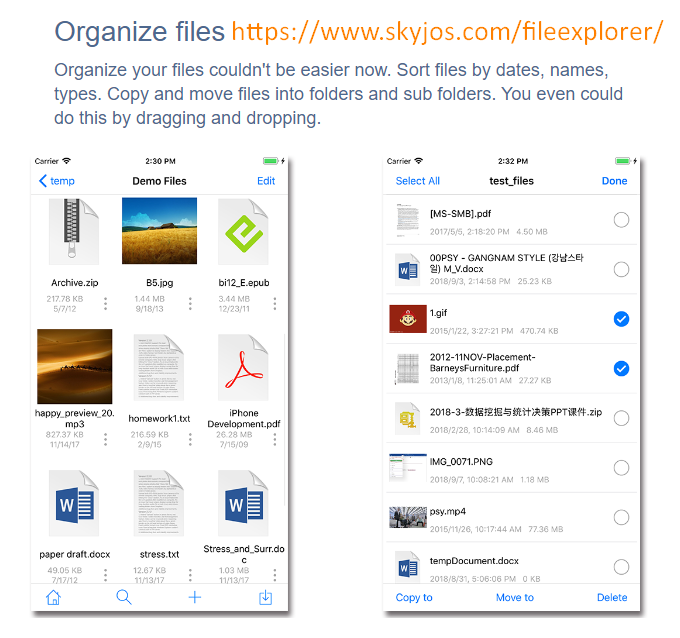 Organize files https://www.skyjos.com/fileexplorer/
Organize your files couldn't be easier now. Sort files by dates, names,
types. Copy and move files into folders and sub folders. You even could
do this by dragging and dropping.
Carrier 2:30 PM
temp Demo Files Edit
Archive.zip B5.jpg bi12_E.epub
217.78 KB 1.44 MB 3.44 MB
5/7/12 9/18/13 12/23/11
happy_preview_20.
mp3 homework1.txt iPhone
Development.pdf
827.37 KB 216.59 KB 26.28 MB
11/14/17 2/9/15 7/15/09
W
paper draft.docx stress.txt Stress_and_Surr.do
c
49.05 KB 12.67 KB 1.03 MB
7/17/12 11/13/17 11/13/17
Carrier 2:32 PM
Select All test_files Done
[MS-SMB].pdf
2017/5/5, 2:18:20 PM 4.50 MB
W
00PSY - GANGNAM STYLE (강남스타
일) M_V.docx
2018/9/3, 2:14:58 PM 25.23 KB
1.gif
2015/1/22, 3:27:21 PM 470.74 KB
2012-11NOV-Placement-
BarneysFurniture.pdf
2013/1/8, 11:25:01 AM 27.27 KB
2018-3-数据挖掘与统计决策PPT课件.zip
2018/2/28, 10:14:09 AM 8.46 MB
IMG_0071.PNG
2018/9/7, 10:08:21 AM 1.18 MB
psy.mp4
2015/11/26, 10:17:44 AM 77.36 MB
W
tempDocument.docx
2018/8/31, 5:06:06 PM 0 KB
Copy to Move to Delete